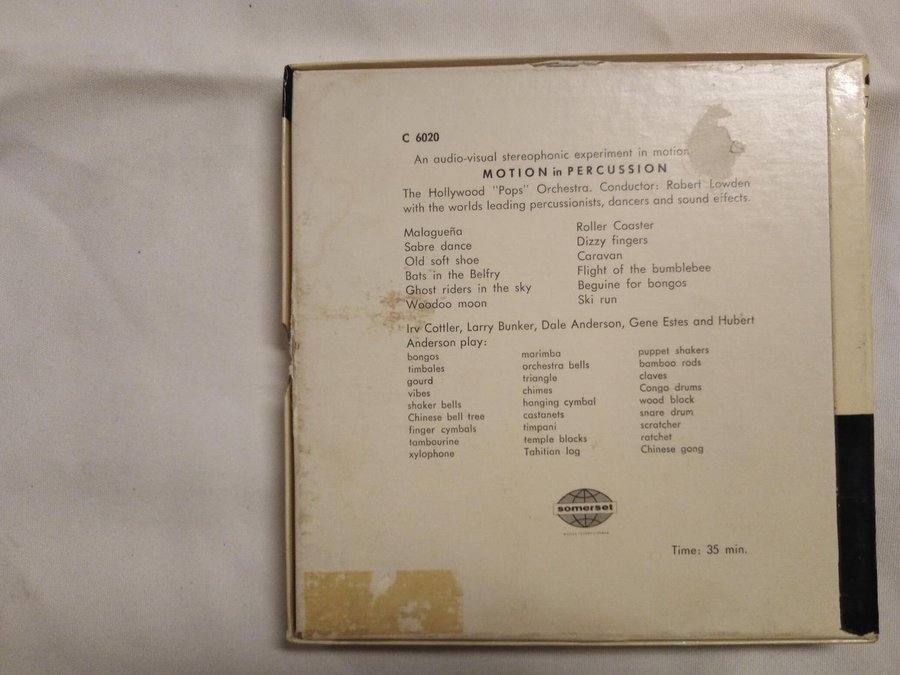 C 6020
An audio-visual stereophonic experiment in motion
MOTION in PERCUSSION
The Hollywood "Pops" Orchestra. Conductor: Robert Lowden
with the worlds leading percussionists, dancers and sound effects.
Malagueña
Sabre dance
Old soft shoe
Bats in the Belfry
Ghost riders in the sky
Woodoo moon
Roller Coaster
Dizzy fingers
Caravan
Flight of the bumblebee
Beguine for bongos
Ski run
Irv Cottler, Larry Bunker, Dale Anderson, Gene Estes and Hubert
Anderson play:
bongos
timbales
gourd
vibes
shaker bells
Chinese bell tree
finger cymbals
tambourine
xylophone
marimba
orchestra bells
triangle
chimes
hanging cymbal
castanets
timpani
temple blocks
Tahitian log
puppet shakers
bamboo rods
claves
Conga drums
wood block
snare drum
scratcher
ratchet
Chinese gong
somerset
Time: 35 min.